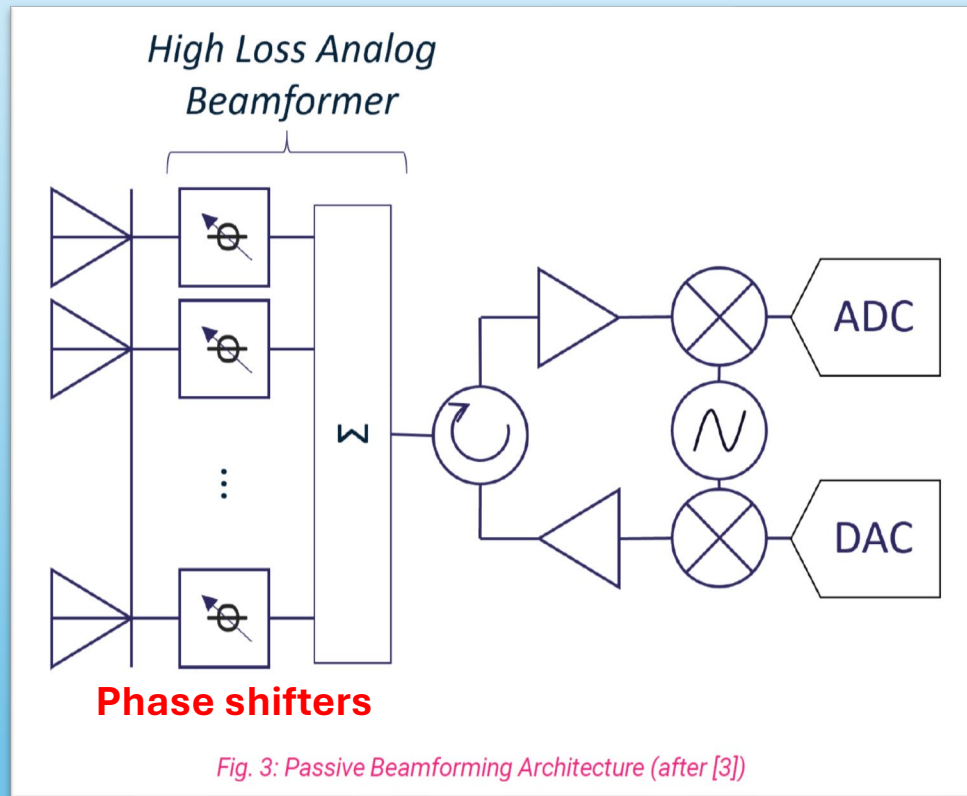 High Loss Analog
Beamformer
ϕ
ϕ
Σ
...
ϕ
ADC
DAC
Phase shifters
Fig. 3: Passive Beamforming Architecture (after [3])